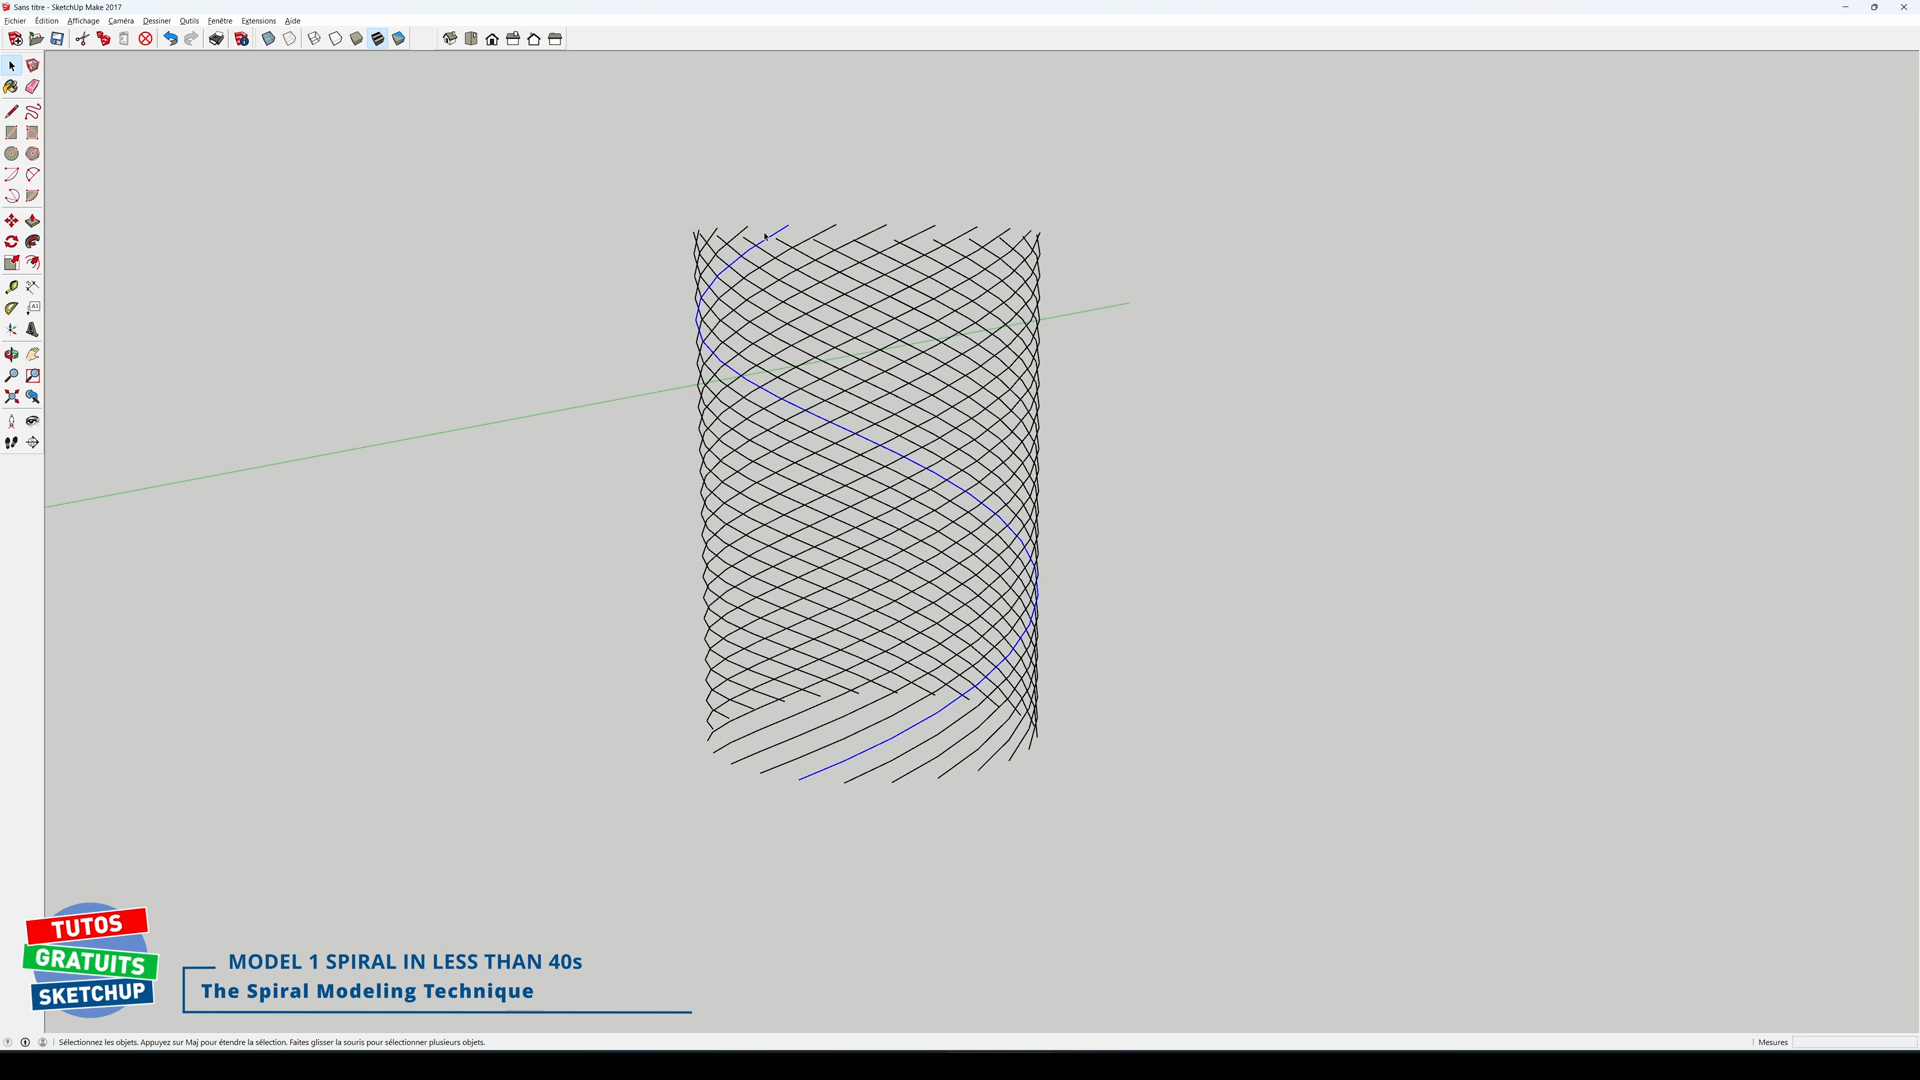 Sans titre - SketchUp Make 2017
Fichier Édition Affichage Caméra Dessiner Outils Fenêtre Extensions Aide
A1
TUTOS
GRATUITS
SKETCHUP
MODEL 1 SPIRAL IN LESS THAN 40s
The Spiral Modeling Technique
Sélectionnez les objets. Appuyez sur Maj pour étendre la sélection. Faites glisser la souris pour sélectionner plusieurs objets.
Mesures